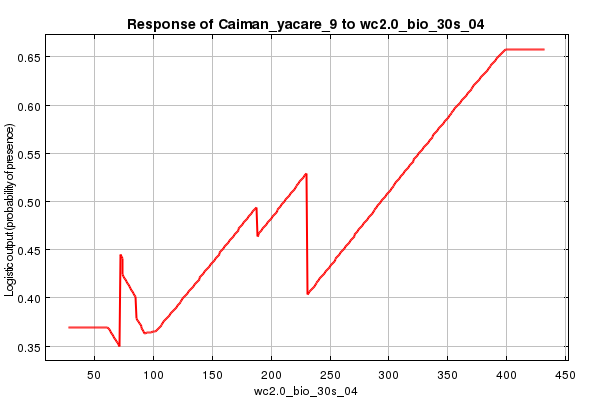 Response of Caiman_yacare_9 to wc2.0_bio_30s_04
Logistic output (probability of presence)
0.65
0.60
0.55
0.50
0.45
0.40
0.35
50 100 150 200 250 300 350 400 450
wc2.0_bio_30s_04